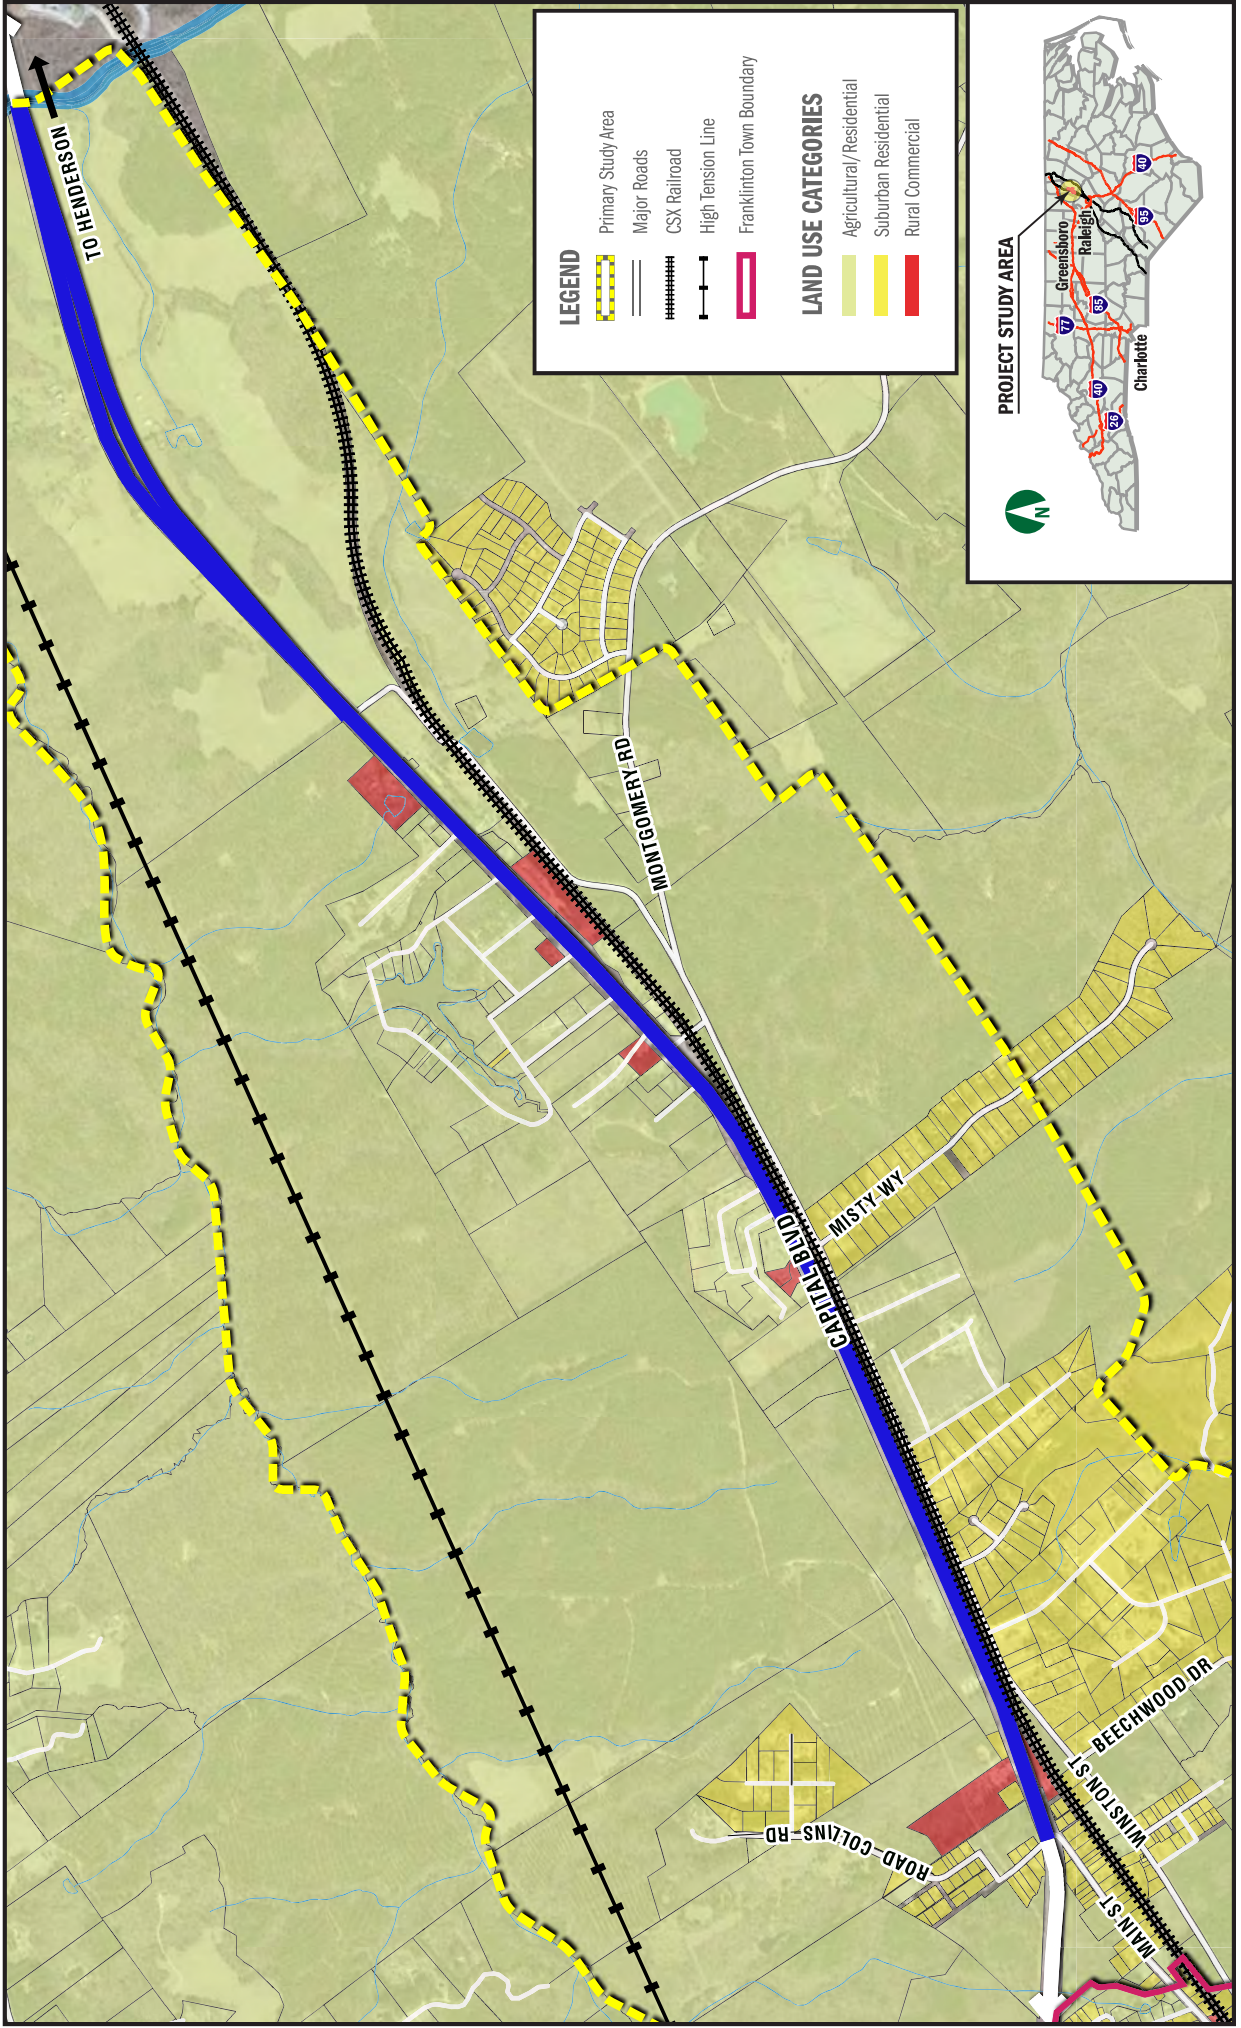 TO HENDERSON
MONTGOMERY RD
CAPITAL BLVD
MISTY WY
ROAD-COLLINS RD
BEECHWOOD DR
WINSTON ST
MAIN ST
LEGEND
Primary Study Area
Major Roads
CSX Railroad
High Tension Line
Franklinton Town Boundary
LAND USE CATEGORIES
Agricultural/Residential
Suburban Residential
Rural Commercial
PROJECT STUDY AREA
Greensboro
Raleigh
Charlotte
77
85
40
26
95
40
N